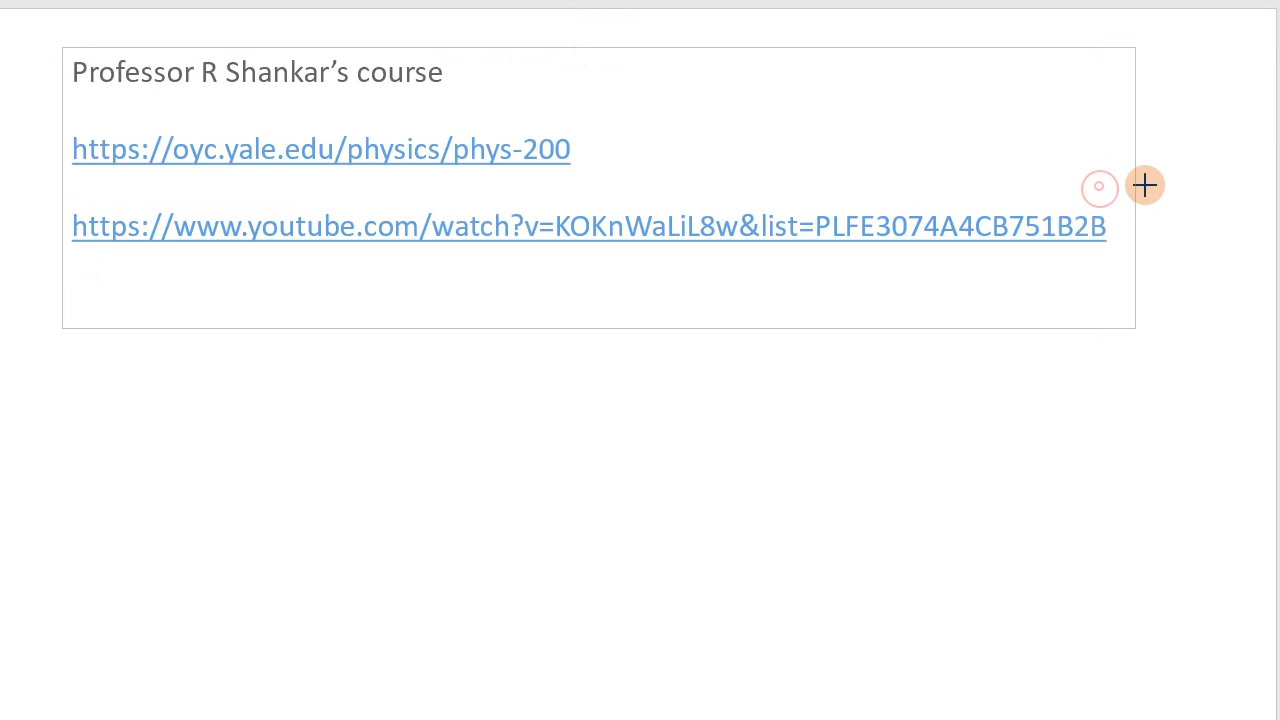 Professor R Shankar’s course
https://oyc.yale.edu/physics/phys-200
https://www.youtube.com/watch?v=KOKnWaLiL8w&list=PLFE3074A4CB751B2B